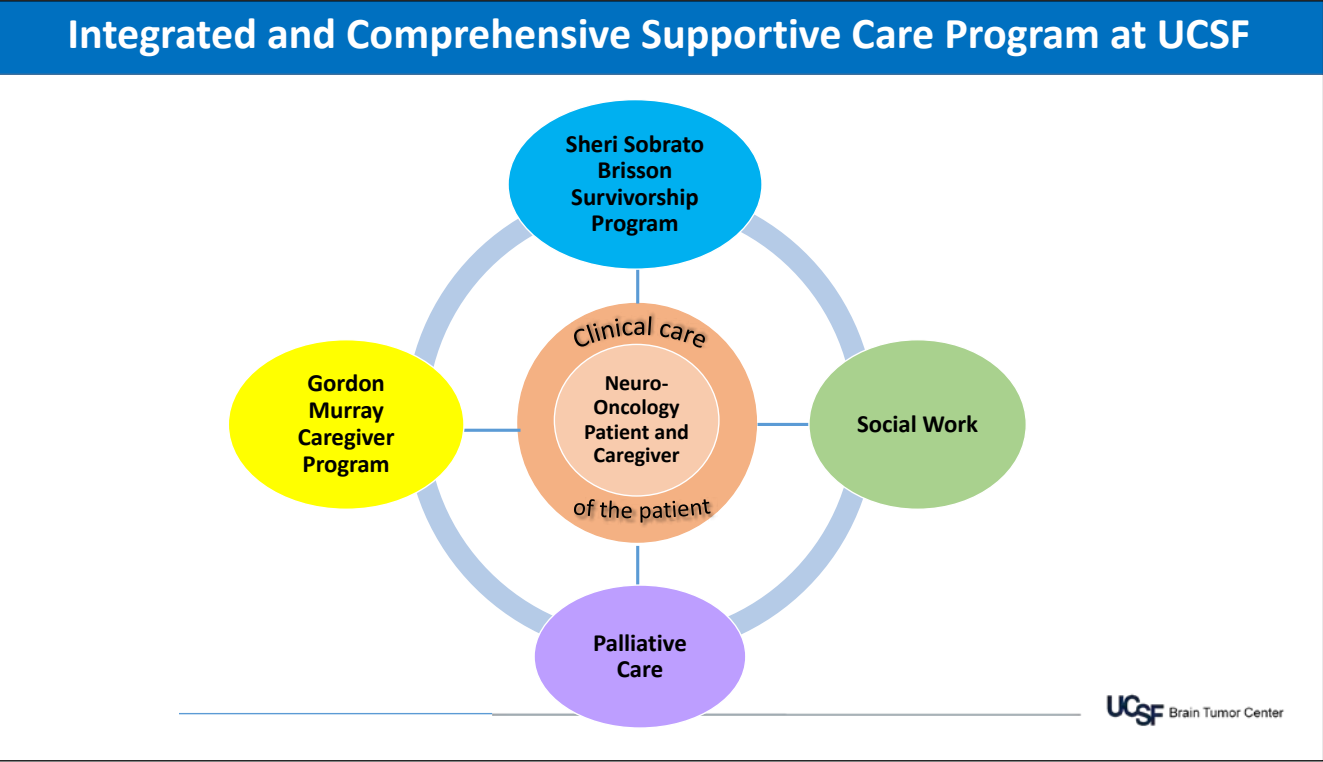 Integrated and Comprehensive Supportive Care Program at UCSF
Sheri Sobrato
Brisson
Survivorship
Program
Clinical care
Neuro-
Oncology
Patient and
Caregiver
of the patient
Gordon
Murray
Caregiver
Program
Social Work
Palliative
Care
UCSF Brain Tumor Center